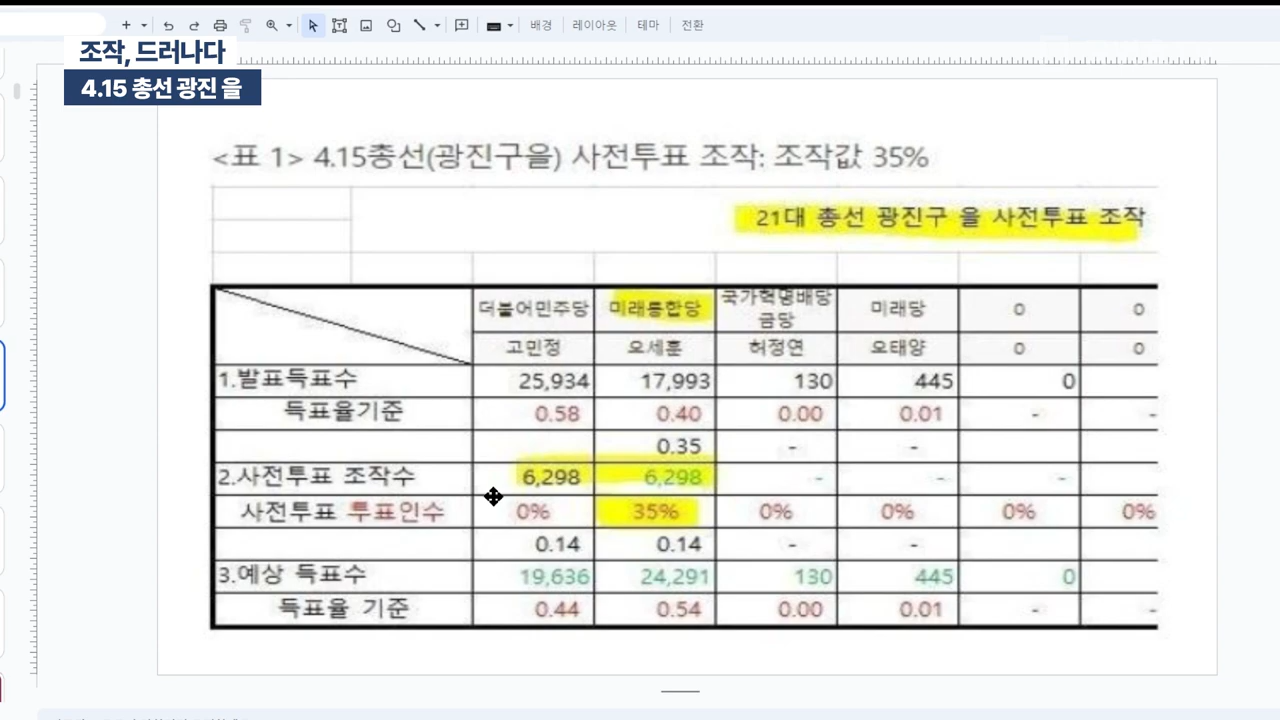 배경 레이아웃 테마 전환
조작, 드러나다
4.15 총선 광진 을
<표 1> 4.15총선(광진구을) 사전투표 조작: 조작값 35%
21대 총선 광진구 을 사전투표 조작
더불어민주당 미래통합당 국가혁명배당금당 미래당 0 0
고민정 오세훈 허정연 오태양 0 0
1.발표득표수 25,934 17,993 130 445 0
득표율기준 0.58 0.40 0.00 0.01 - -
0.35 - -
2.사전투표 조작수 6,298 6,298 - - -
사전투표 투표인수 0% 35% 0% 0% 0% 0%
0.14 0.14 - -
3.예상 득표수 19,636 24,291 130 445 0
득표율 기준 0.44 0.54 0.00 0.01 - -